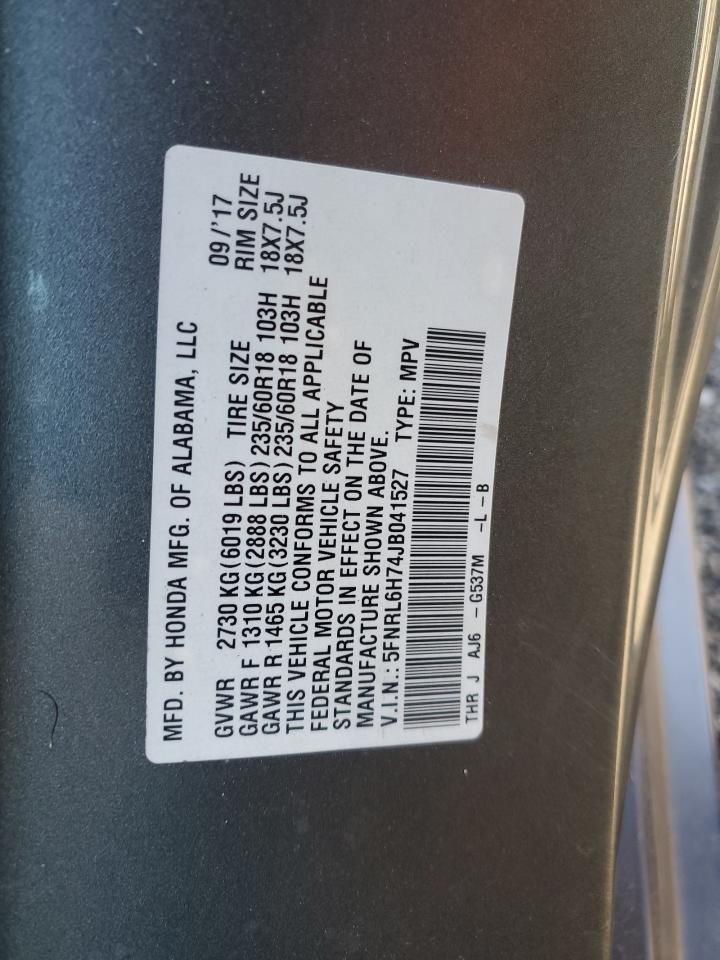 MFD. BY HONDA MFG. OF ALABAMA, LLC
09/'17
GVWR 2730 KG(6019 LBS) TIRE SIZE RIM SIZE
GAWR F 1310 KG(2888 LBS)235/60R18 103H 18X7.5J
GAWR R 1465 KG(3230 LBS)235/60R18 103H 18X7.5J
THIS VEHICLE CONFORMS TO ALL APPLICABLE
FEDERAL MOTOR VEHICLE SAFETY
STANDARDS IN EFFECT ON THE DATE OF
MANUFACTURE SHOWN ABOVE.
V.I.N.:5FNRL6H74JB041527 TYPE: MPV
THR J AJ6 -G537M -L -B